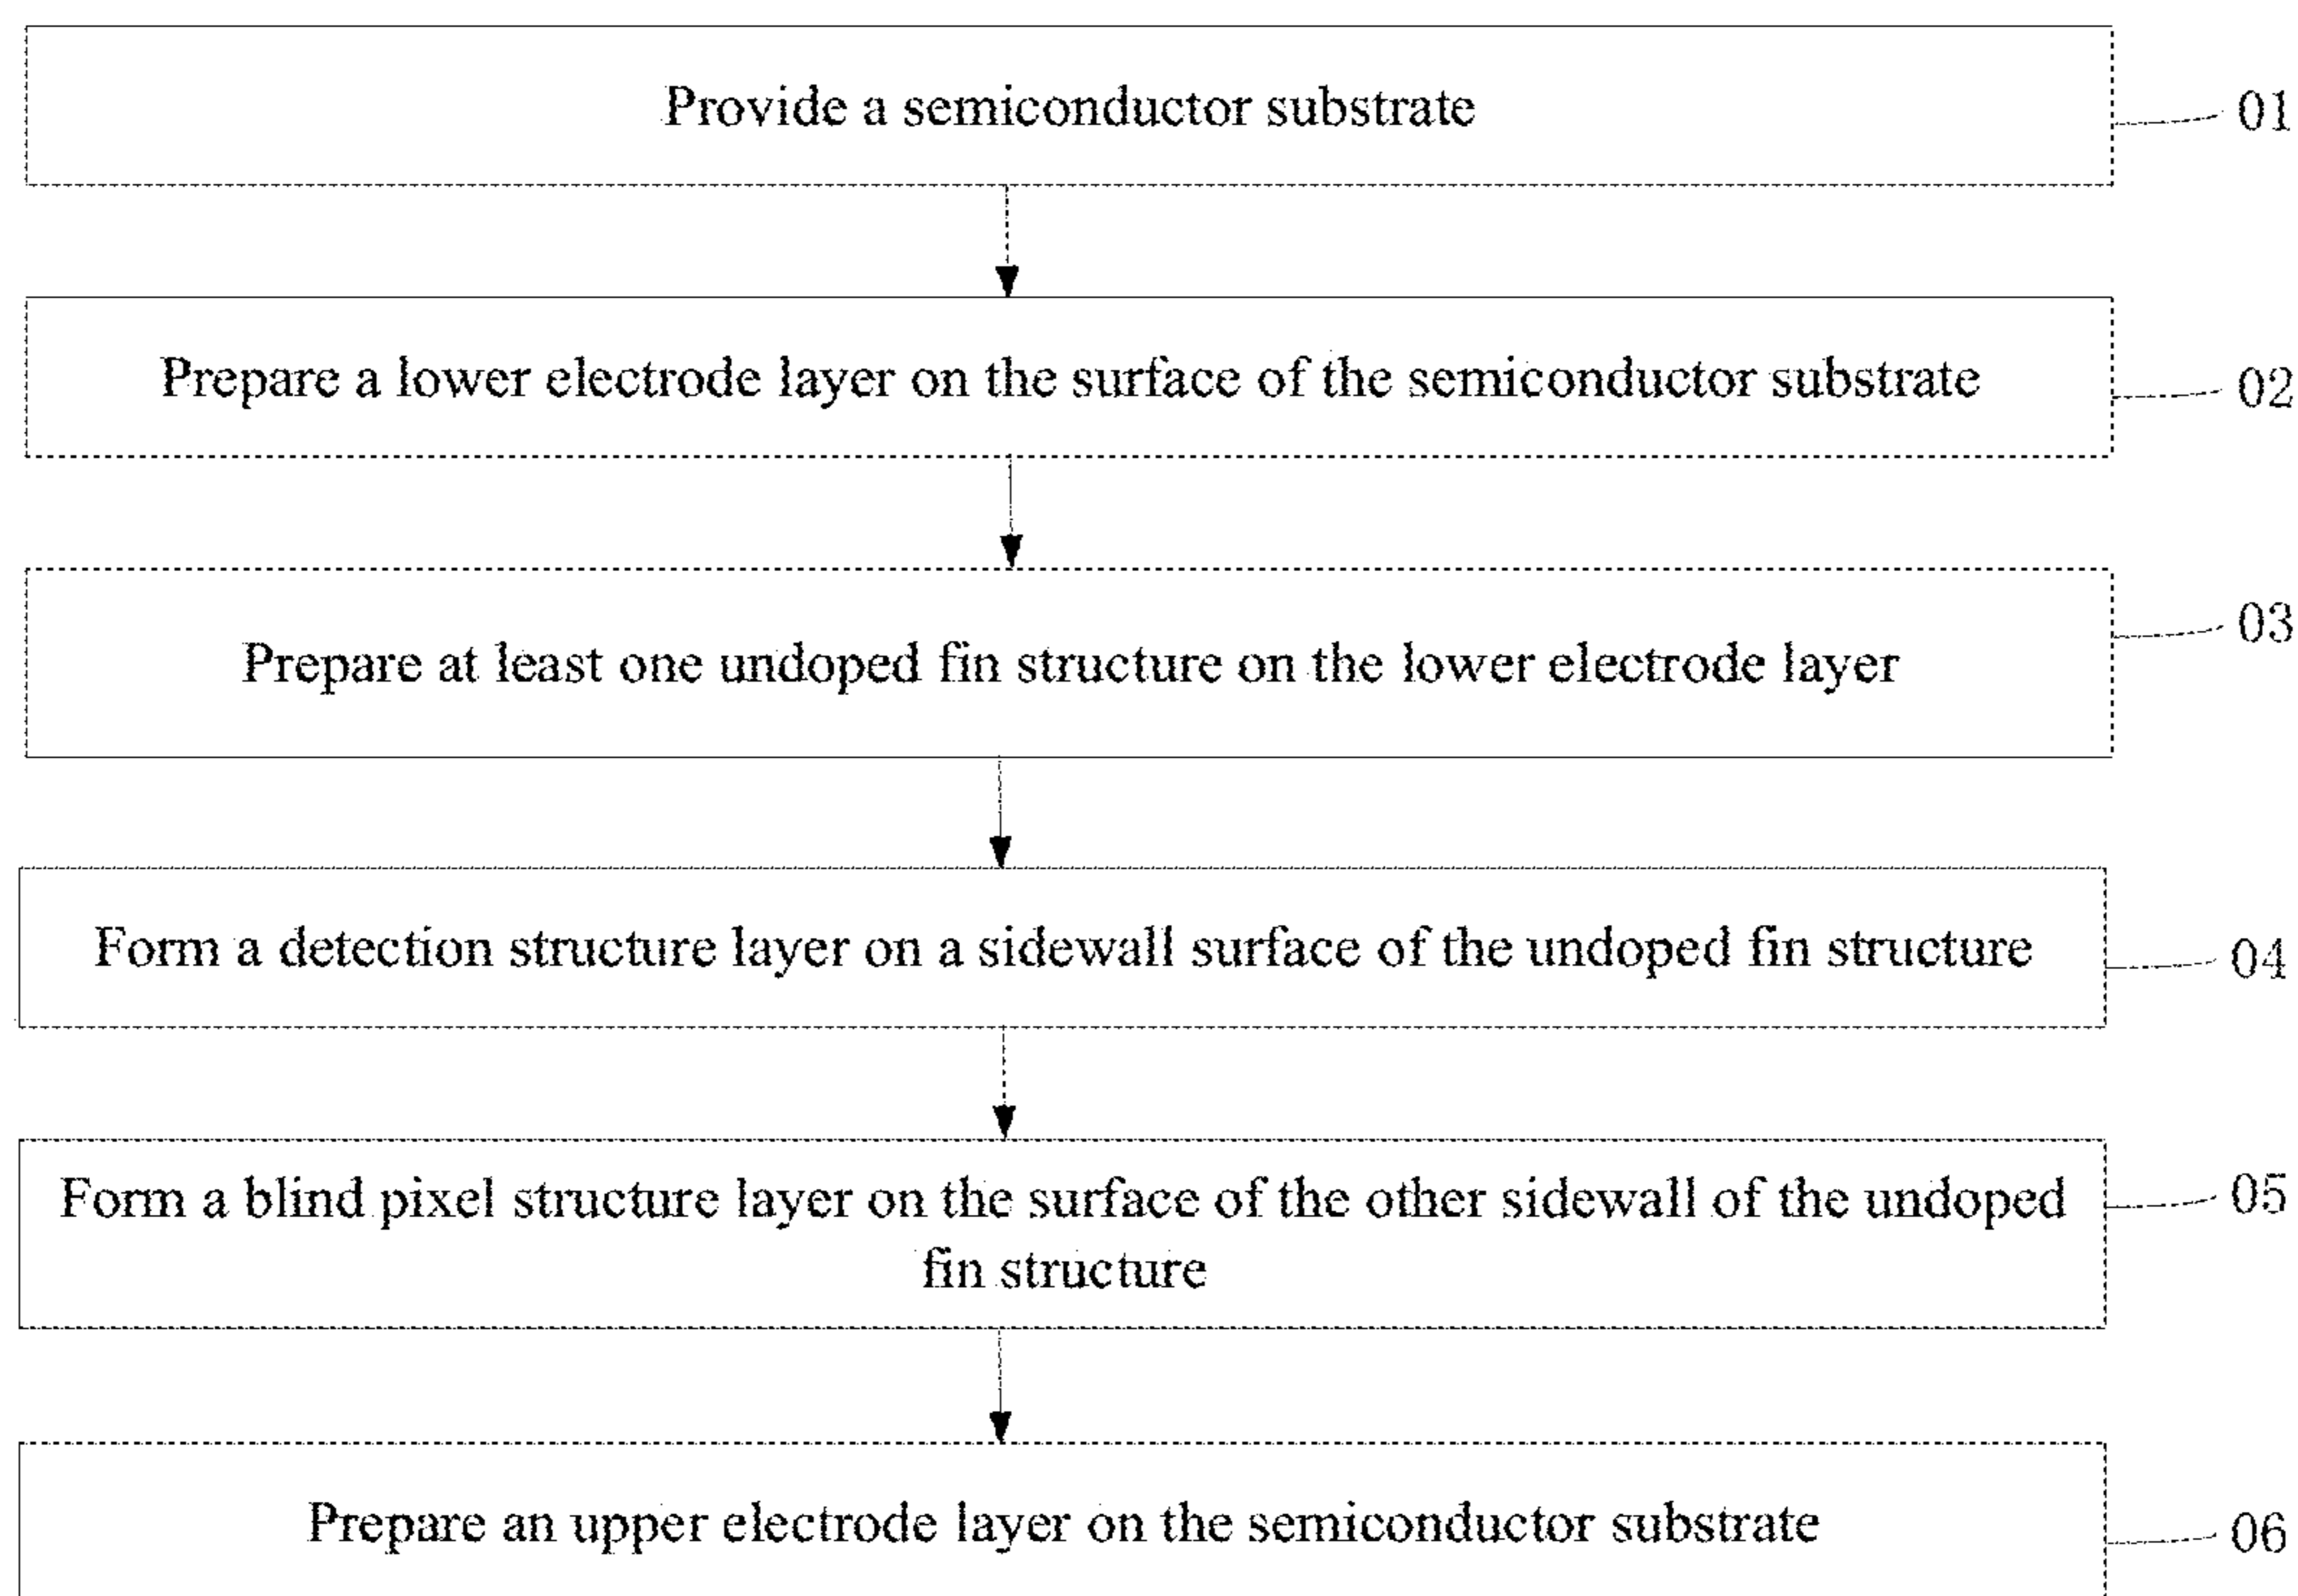 Provide a semiconductor substrate
01
Prepare a lower electrode layer on the surface of the semiconductor substrate
02
Prepare at least one undoped fin structure on the lower electrode layer
03
Form a detection structure layer on a sidewall surface of the undoped fin structure
04
Form a blind pixel structure layer on the surface of the other sidewall of the undoped
fin structure
05
Prepare an upper electrode layer on the semiconductor substrate
06